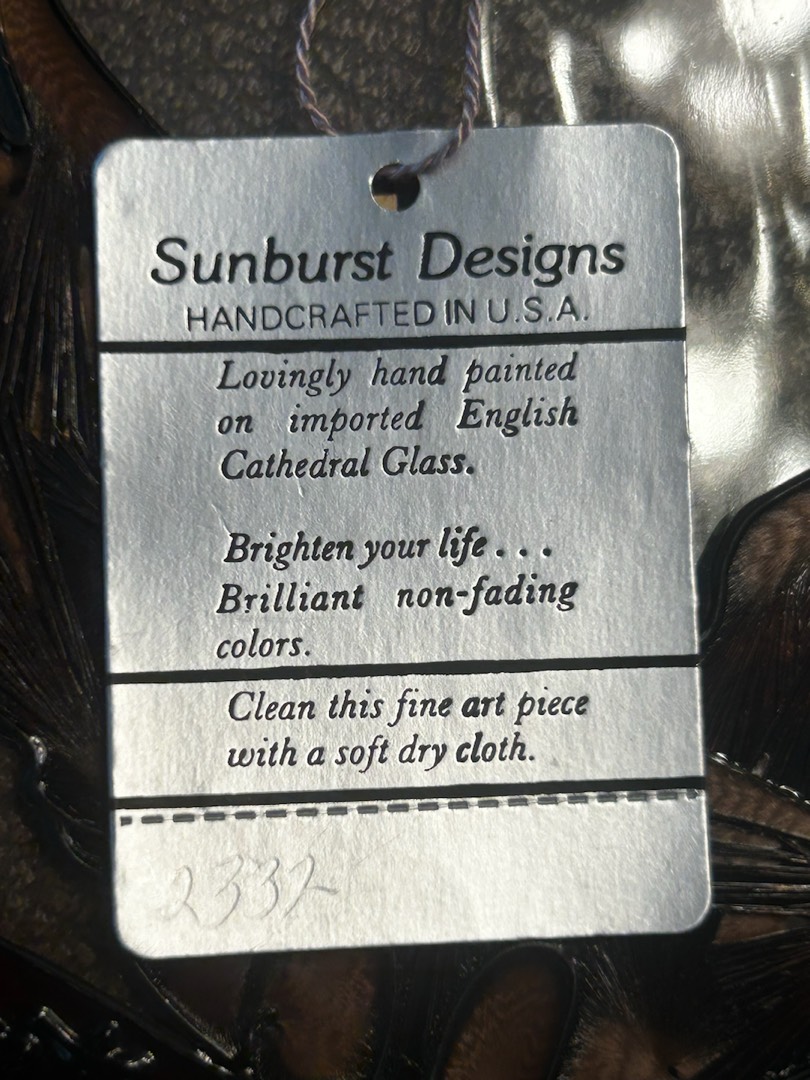 Sunburst Designs
HANDCRAFTED IN U.S.A.
Lovingly hand painted
on imported English
Cathedral Glass.
Brighten your life . . .
Brilliant non-fading
colors.
Clean this fine art piece
with a soft dry cloth.
2332